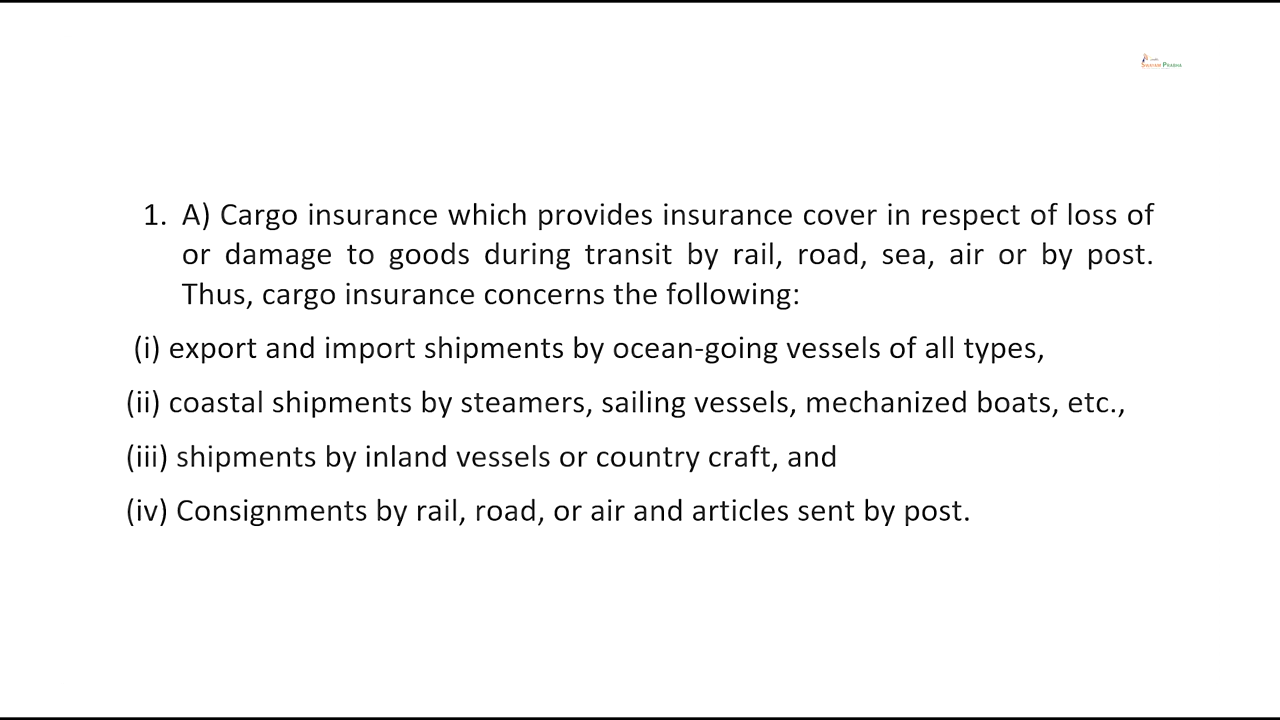 Swayam Prabha
1. A) Cargo insurance which provides insurance cover in respect of loss of
or damage to goods during transit by rail, road, sea, air or by post.
Thus, cargo insurance concerns the following:
(i) export and import shipments by ocean-going vessels of all types,
(ii) coastal shipments by steamers, sailing vessels, mechanized boats, etc.,
(iii) shipments by inland vessels or country craft, and
(iv) Consignments by rail, road, or air and articles sent by post.